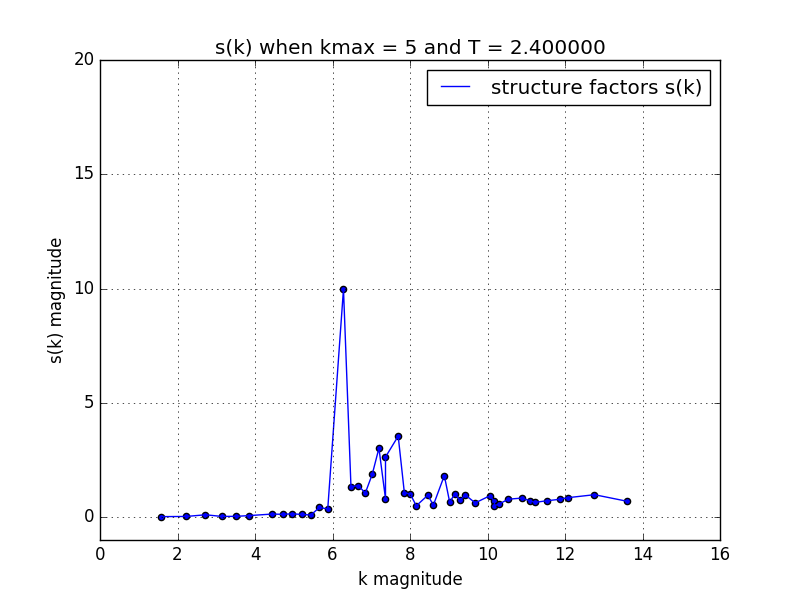 s(k) when kmax = 5 and T = 2.400000
structure factors s(k)
20
15
10
5
0
s(k) magnitude
0 2 4 6 8 10 12 14 16
k magnitude